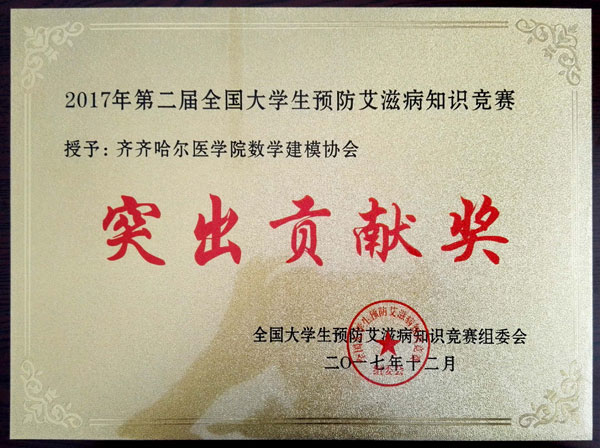 2017年第二届全国大学生预防艾滋病知识竞赛
授予：齐齐哈尔医学院数学建模协会
突出贡献奖
全国大学生预防艾滋病知识竞赛组委会
二〇一七年十二月